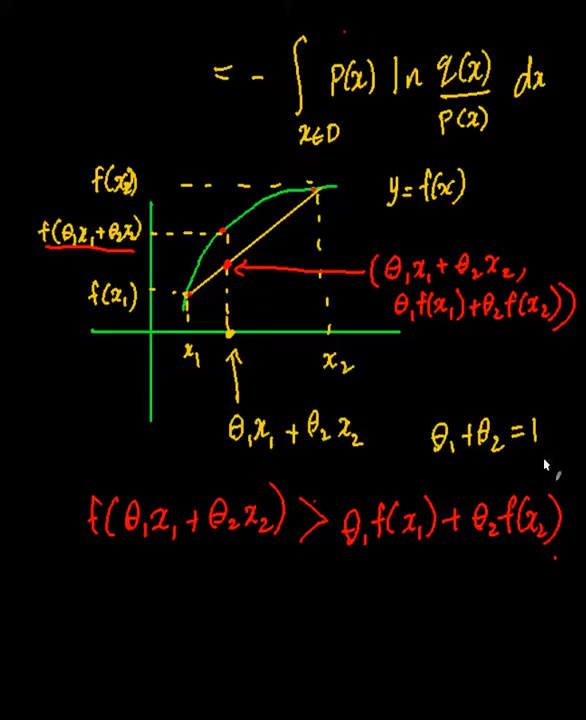 = - ∫ p(x) ln q(x)/p(x) dx
x∈D
f(x₂) y=f(x)
f(θ₁x₁+θ₂x₂)
(θ₁x₁+θ₂x₂,
f(x₁) θ₁f(x₁)+θ₂f(x₂))
x₁ x₂
θ₁x₁+θ₂x₂ θ₁+θ₂=1
f(θ₁x₁+θ₂x₂) > θ₁f(x₁)+θ₂f(x₂)